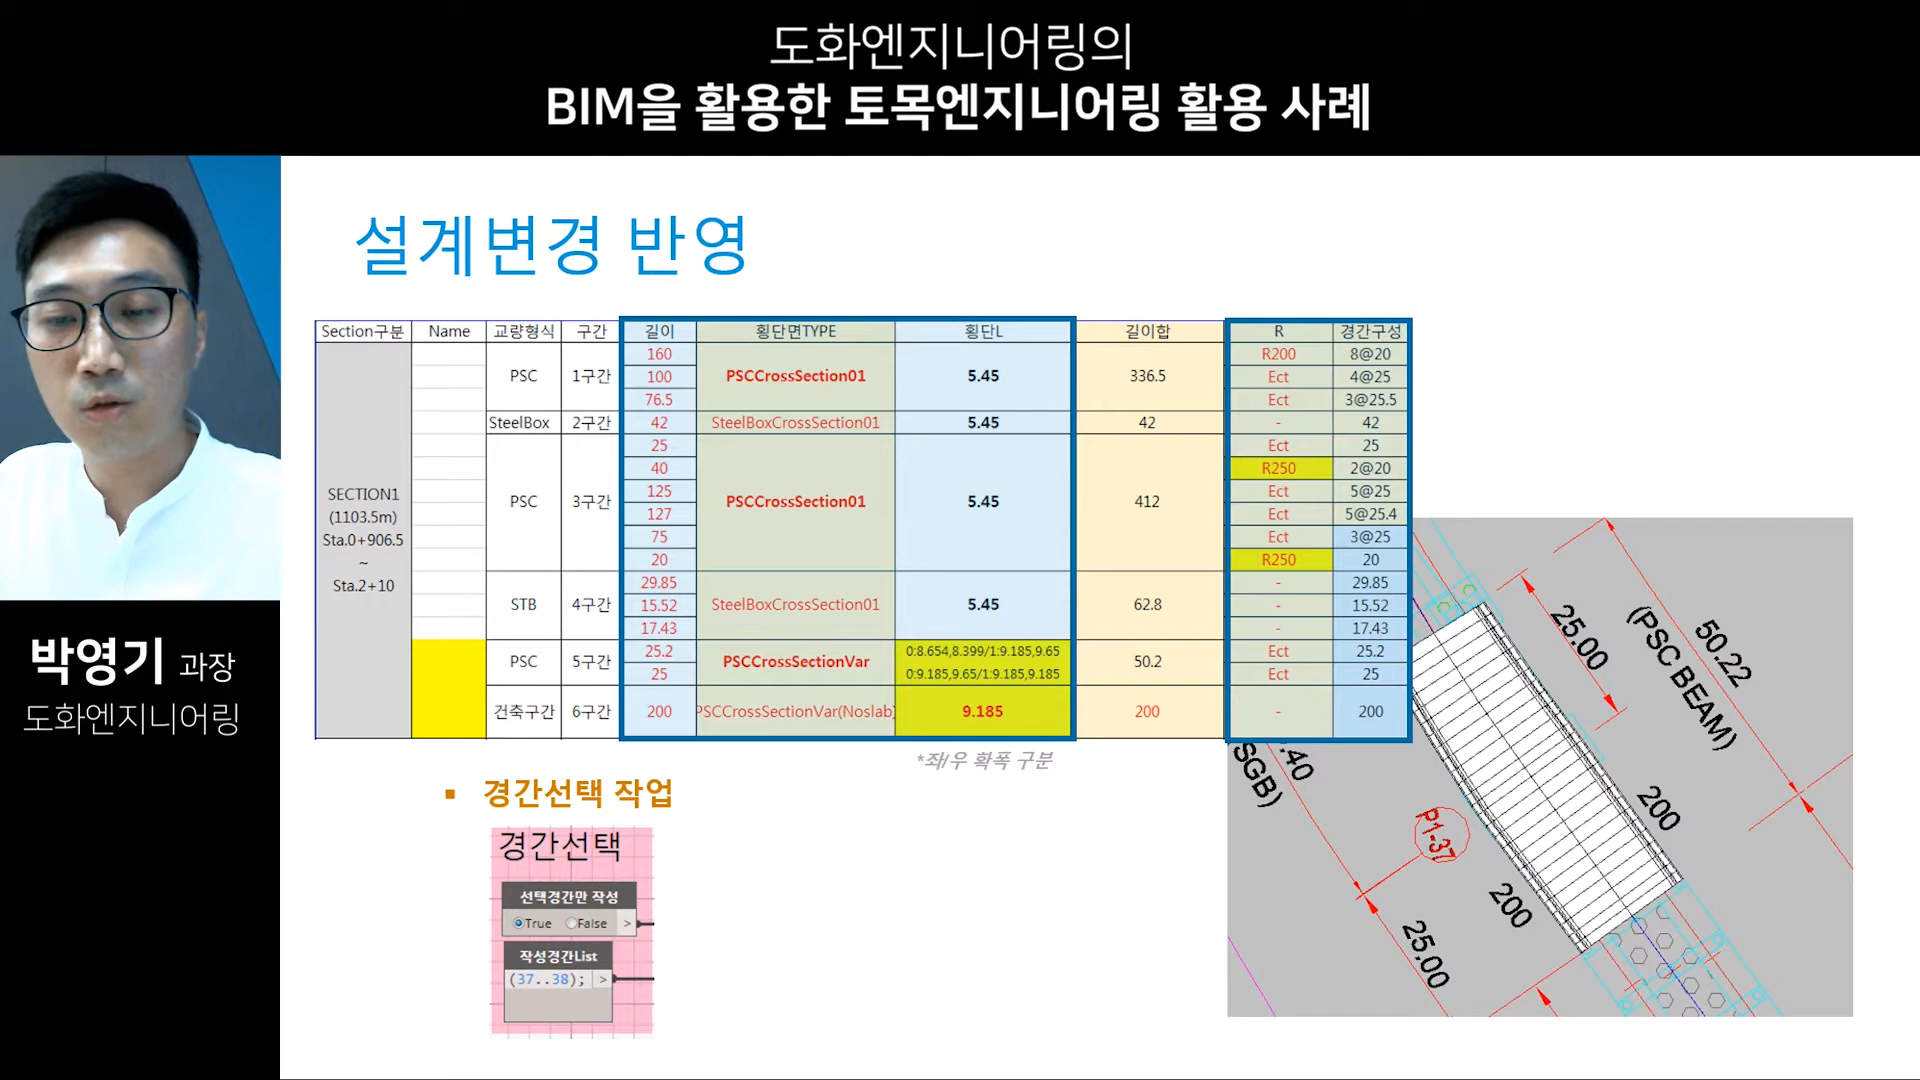 도화엔지니어링의
BIM을 활용한 토목엔지니어링 활용 사례
박영기 과장
도화엔지니어링
설계변경 반영
Section구분 Name 교량형식 구간 길이 횡단면TYPE 횡단L 길이합 R 경간구성
SECTION1
(1103.5m)
Sta.0+906.5
~
Sta.2+10
PSC 1구간 PSCCrossSection01 5.45 336.5
160 R200 8@20
100 Ect 4@25
76.5 Ect 3@25.5
SteelBox 2구간 42 SteelBoxCrossSection01 5.45 42 - 42
PSC 3구간 PSCCrossSection01 5.45 412
25 Ect 25
40 R250 2@20
125 Ect 5@25
127 Ect 5@25.4
75 Ect 3@25
20 R250 20
STB 4구간 SteelBoxCrossSection01 5.45 62.8
29.85 - 29.85
15.52 - 15.52
17.43 - 17.43
PSC 5구간 PSCCrossSectionVar 50.2
25.2 0:8.654,8.399/1:9.185,9.65 Ect 25.2
25 0:9.185,9.65/1:9.185,9.185 Ect 25
건축구간 6구간 200 PSCCrossSectionVar(Noslab) 9.185 200 - 200
*좌/우 확폭 구분
▪ 경간선택 작업
경간선택
선택경간만 작성
True False >
작성경간List
(37..38); >
25.00
50.22
(PSC BEAM)
.40
SGB)
P1-37
200
200
25.00